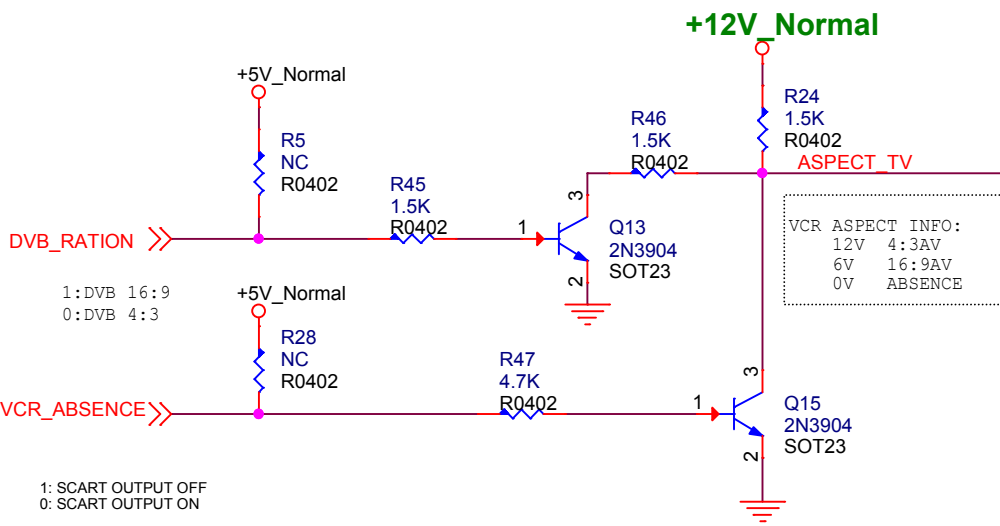 +12V_Normal
+5V_Normal
R5
NC
R0402
R45
1.5K
R0402
R46
1.5K
R0402
R24
1.5K
R0402
ASPECT_TV
DVB_RATION
1
3
2
Q13
2N3904
SOT23
VCR ASPECT INFO:
12V 4:3AV
6V 16:9AV
0V ABSENCE
1:DVB 16:9
0:DVB 4:3
+5V_Normal
R28
NC
R0402
R47
4.7K
R0402
VCR_ABSENCE
1
3
2
Q15
2N3904
SOT23
1: SCART OUTPUT OFF
0: SCART OUTPUT ON